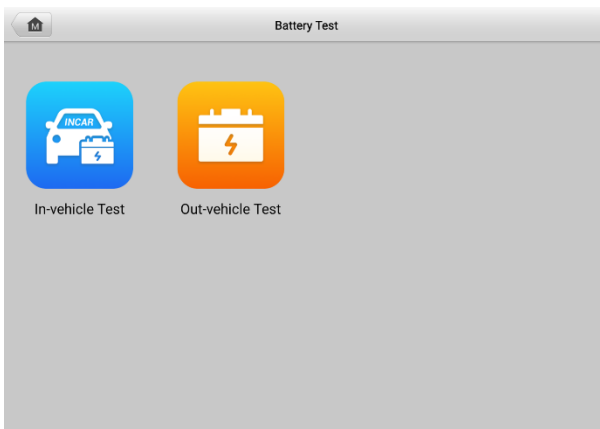 M
Battery Test
INCAR
In-vehicle Test
Out-vehicle Test